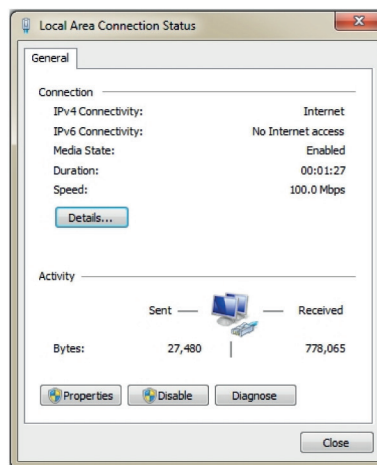 Local Area Connection Status
General
Connection
IPv4 Connectivity: Internet
IPv6 Connectivity: No Internet access
Media State: Enabled
Duration: 00:01:27
Speed: 100.0 Mbps
Details...
Activity
Sent Received
Bytes: 27,480 778,065
Properties Disable Diagnose
Close